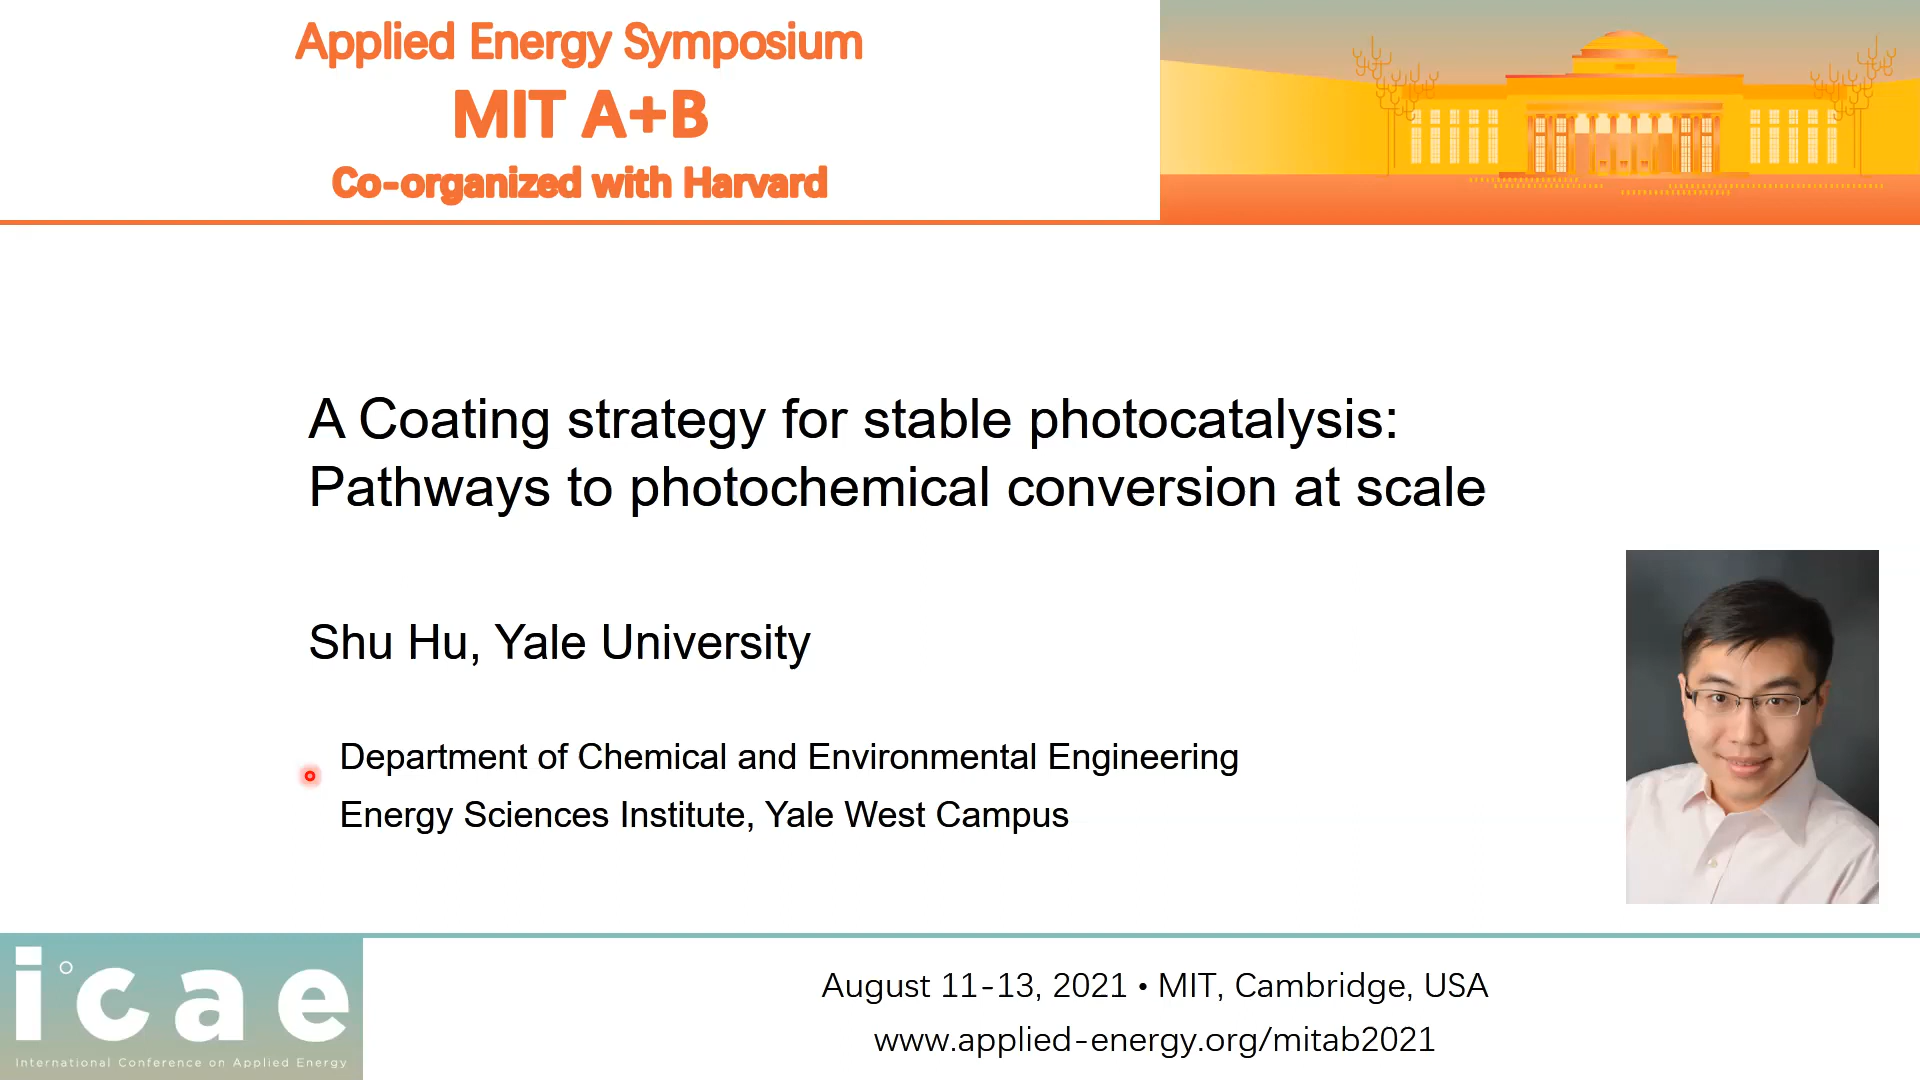 Applied Energy Symposium
MIT A+B
Co-organized with Harvard
A Coating strategy for stable photocatalysis:
Pathways to photochemical conversion at scale
Shu Hu, Yale University
Department of Chemical and Environmental Engineering
Energy Sciences Institute, Yale West Campus
icae
International Conference on Applied Energy
August 11-13, 2021 • MIT, Cambridge, USA
www.applied-energy.org/mitab2021